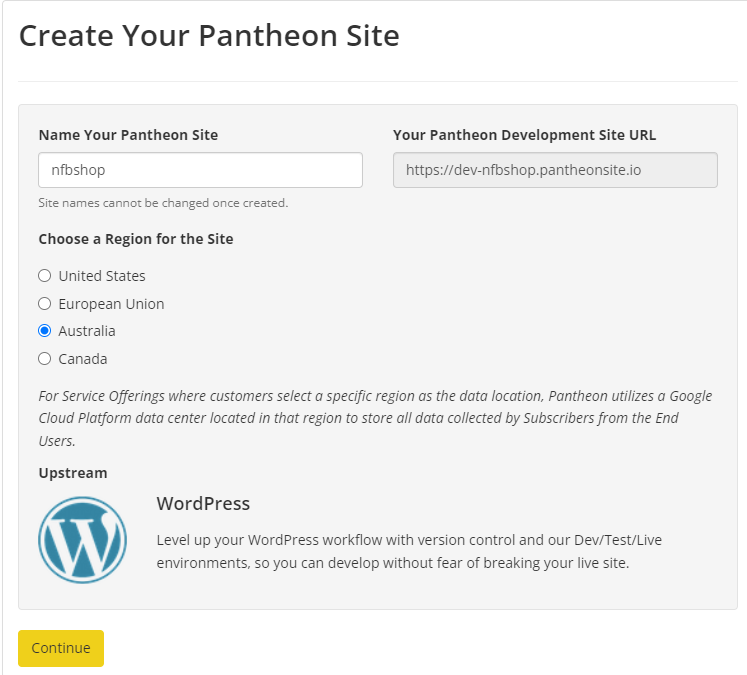 Create Your Pantheon Site
Name Your Pantheon Site
Your Pantheon Development Site URL
nfbshop
https://dev-nfbshop.pantheonsite.io
Site names cannot be changed once created.
Choose a Region for the Site
United States
European Union
Australia
Canada
For Service Offerings where customers select a specific region as the data location, Pantheon utilizes a Google
Cloud Platform data center located in that region to store all data collected by Subscribers from the End
Users.
Upstream
WordPress
Level up your WordPress workflow with version control and our Dev/Test/Live
environments, so you can develop without fear of breaking your live site.
Continue